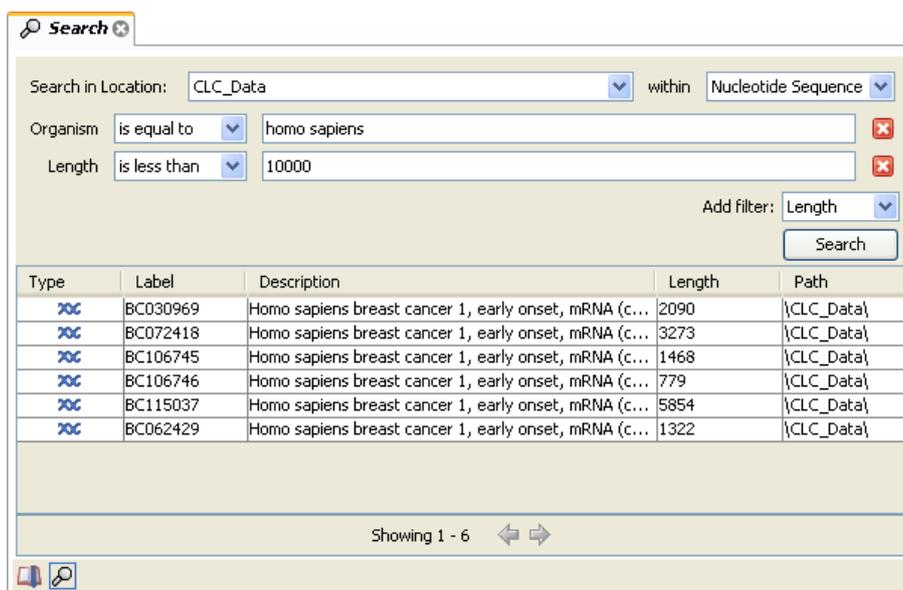 Search
Search in Location: CLC_Data within Nucleotide Sequence
Organism is equal to homo sapiens
Length is less than 10000
Add filter: Length
Search
Type Label Description Length Path
BC030969 Homo sapiens breast cancer 1, early onset, mRNA (c... 2090 \CLC_Data\
BC072418 Homo sapiens breast cancer 1, early onset, mRNA (c... 3273 \CLC_Data\
BC106745 Homo sapiens breast cancer 1, early onset, mRNA (c... 1468 \CLC_Data\
BC106746 Homo sapiens breast cancer 1, early onset, mRNA (c... 779 \CLC_Data\
BC115037 Homo sapiens breast cancer 1, early onset, mRNA (c... 5854 \CLC_Data\
BC062429 Homo sapiens breast cancer 1, early onset, mRNA (c... 1322 \CLC_Data\
Showing 1 - 6